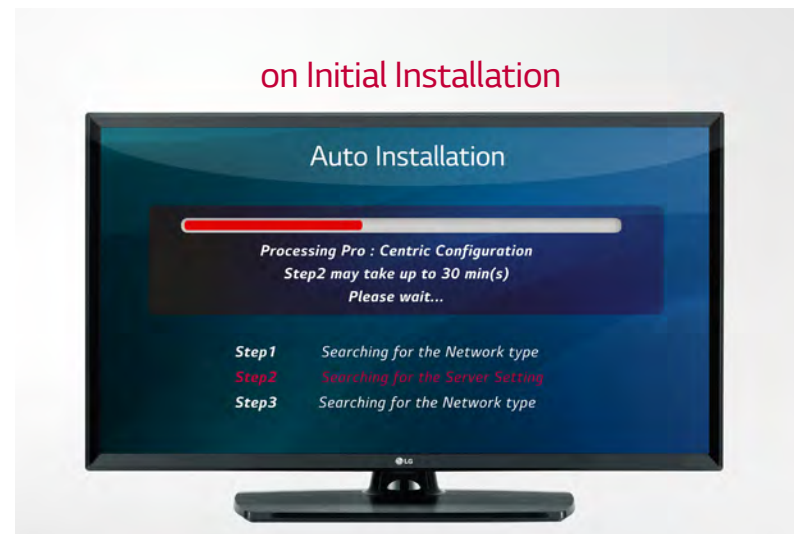 on Initial Installation
Auto Installation
Processing Pro : Centric Configuration
Step2 may take up to 30 min(s)
Please wait...
Step1 Searching for the Network type
Step2 Searching for the Server Setting
Step3 Searching for the Network type
LG